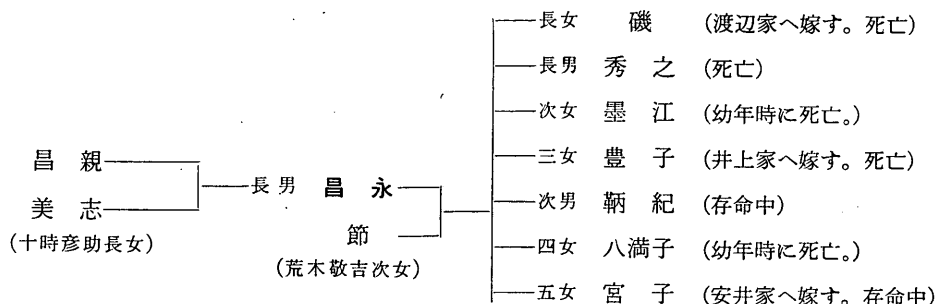 昌親
美志
(十時彦助長女)
長男 昌永
節
(荒木敬吉次女)
長女 磯 (渡辺家へ嫁す。死亡)
長男 秀之 (死亡)
次女 墨江 (幼年時に死亡。)
三女 豊子 (井上家へ嫁す。死亡)
次男 鞆紀 (存命中)
四女 八満子 (幼年時に死亡。)
五女 宮子 (安井家へ嫁す。存命中)